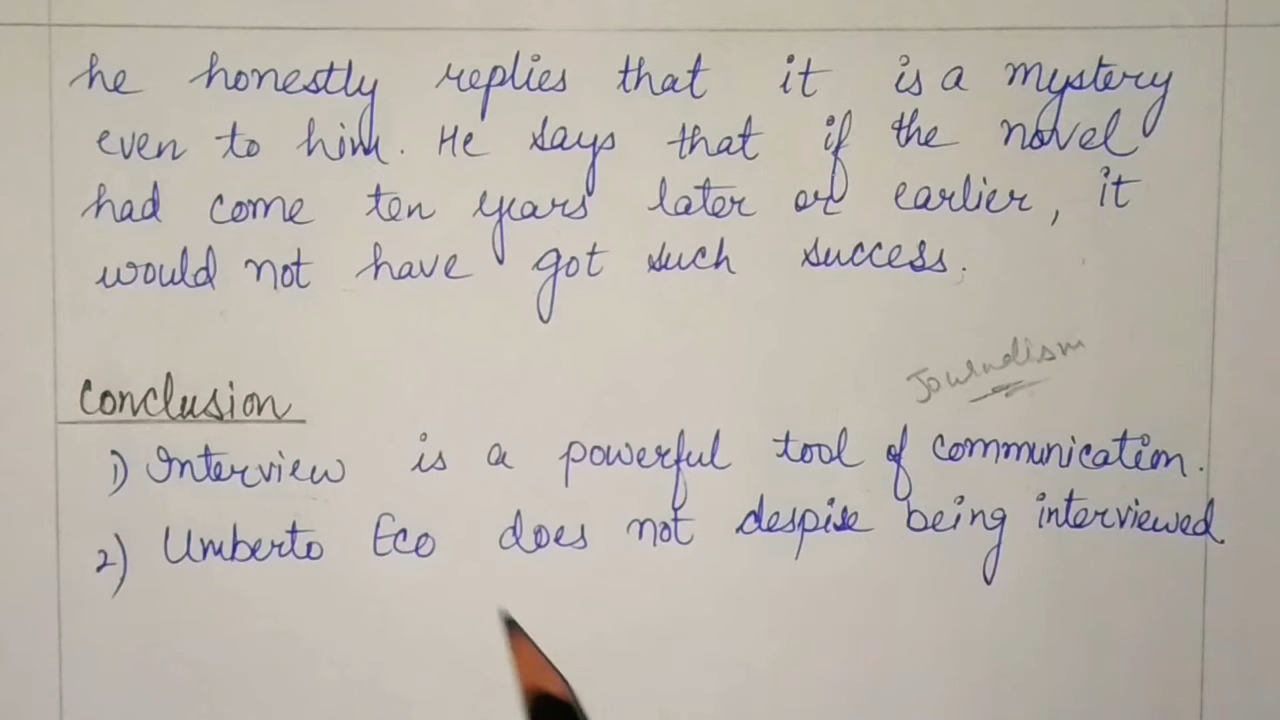 he honestly replies that it is a mystery
even to him. He says that if the novel
had come ten years later or earlier, it
would not have got such success.
Journalism
Conclusion
1) Interview is a powerful tool of communication.
2) Umberto Eco does not despise being interviewed